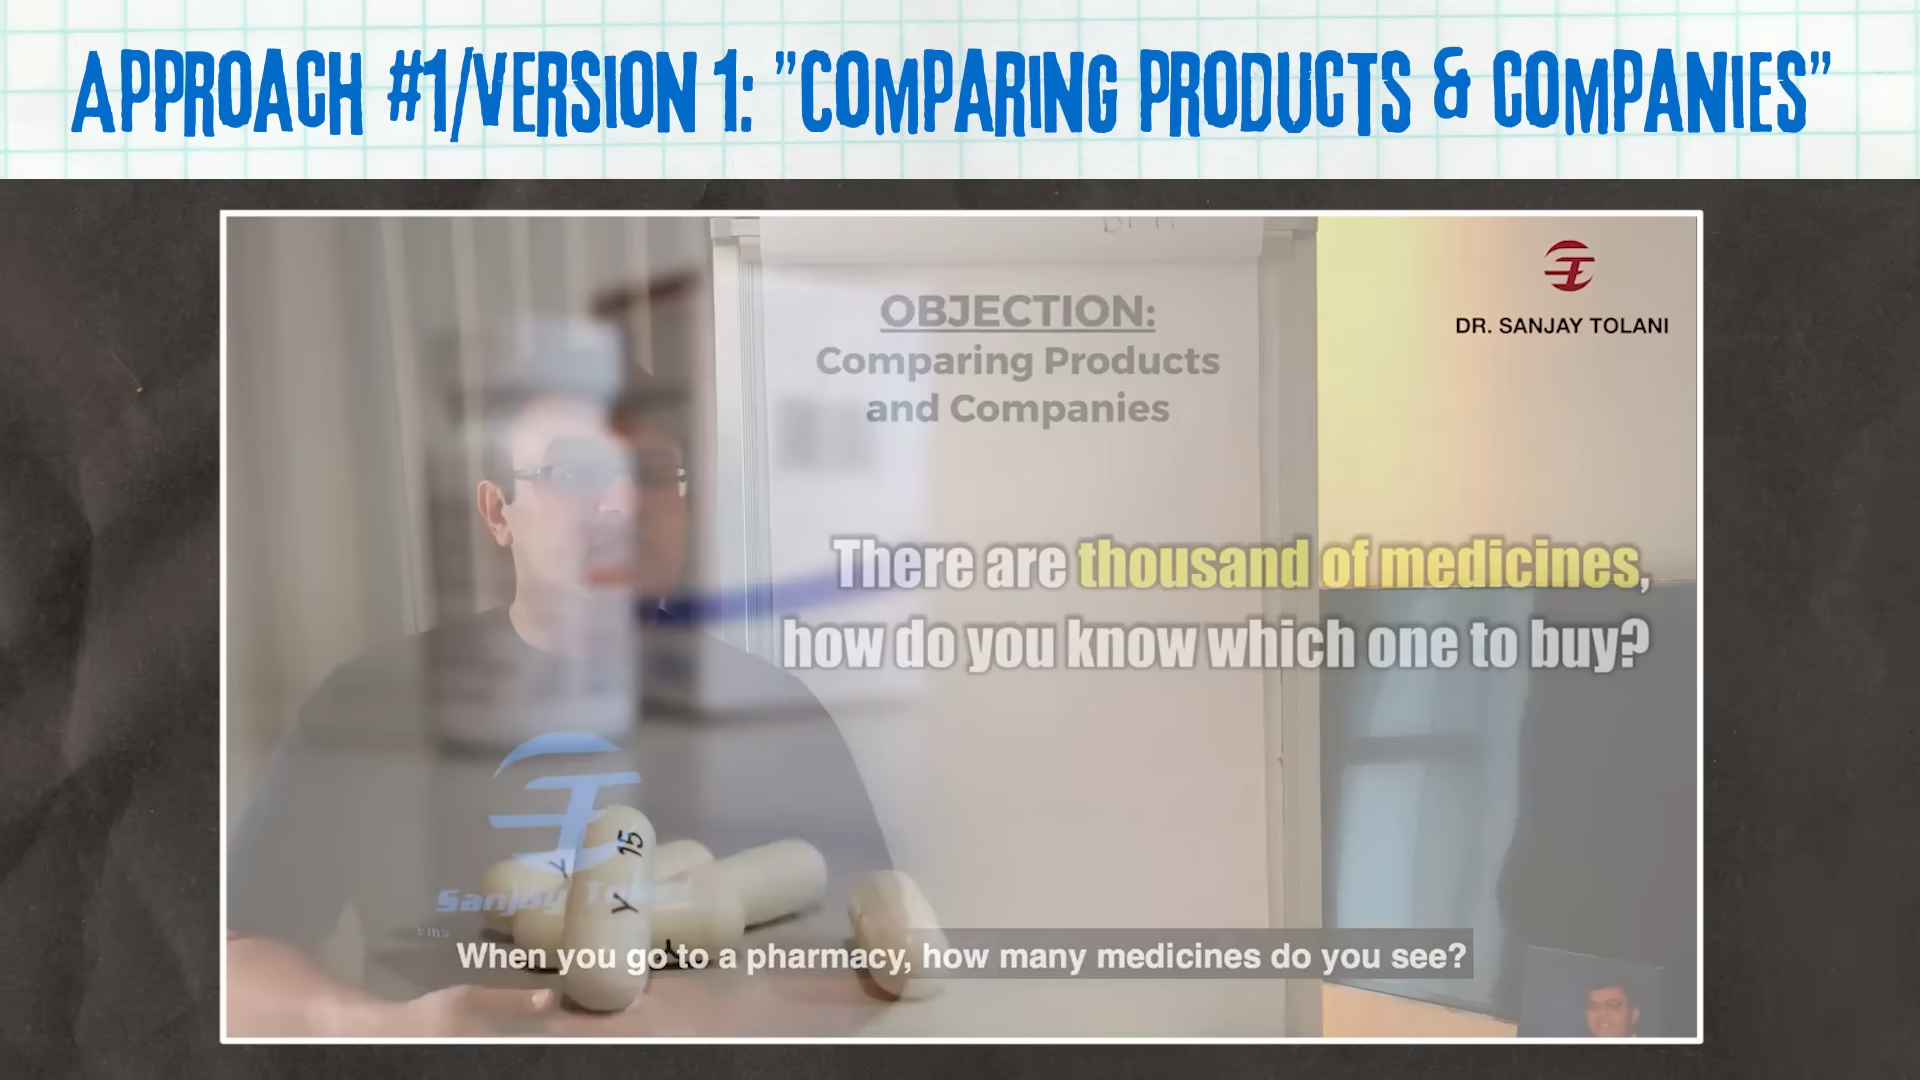 APPROACH #1/VERSION 1: "COMPARING PRODUCTS & COMPANIES"
DR. SANJAY TOLANI
OBJECTION:
Comparing Products
and Companies
There are thousand of medicines,
how do you know which one to buy?
15
Y
Sanjay
When you go to a pharmacy, how many medicines do you see?